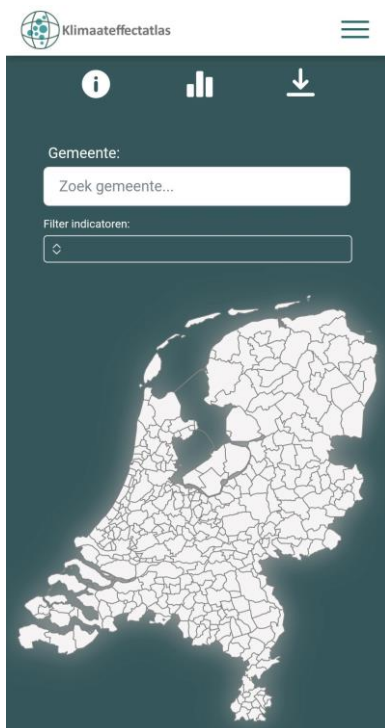 Klimaateffectatlas
Gemeente:
Zoek gemeente...
Filter indicatoren: